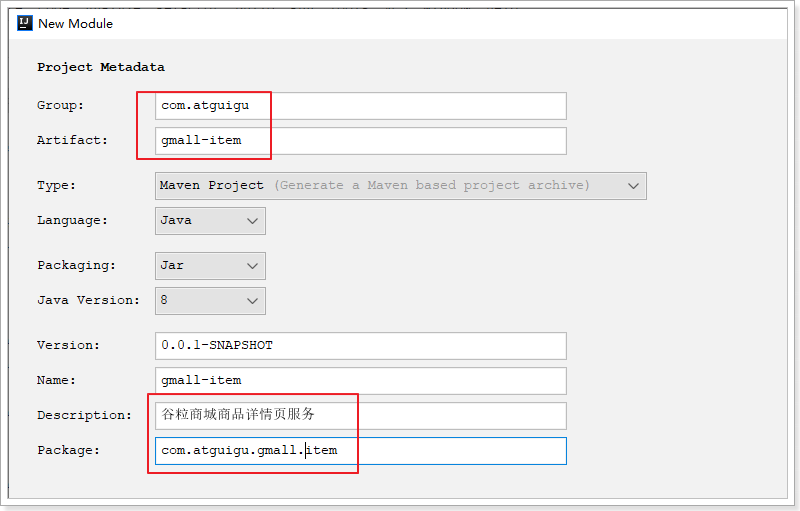 New Module
Project Metadata
Group: com.atguigu
Artifact: gmall-item
Type: Maven Project (Generate a Maven based project archive)
Language: Java
Packaging: Jar
Java Version: 8
Version: 0.0.1-SNAPSHOT
Name: gmall-item
Description: 谷粒商城商品详情页服务
Package: com.atguigu.gmall.item